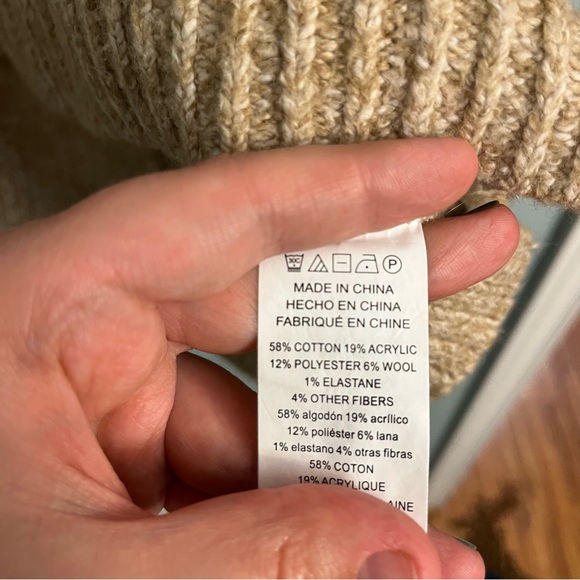 30C
P
MADE IN CHINA
HECHO EN CHINA
FABRIQUÉ EN CHINE
58% COTTON 19% ACRYLIC
12% POLYESTER 6% WOOL
1% ELASTANE
4% OTHER FIBERS
58% algodón 19% acrílico
12% poliéster 6% lana
1% elastano 4% otras fibras
58% COTON
19% ACRYLIQUE